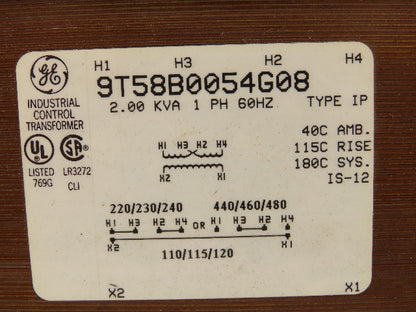 H1 H3 H2 H4
GE
9T58B0054G08
2.00 KVA 1 PH 60HZ TYPE IP
INDUSTRIAL
CONTROL
TRANSFORMER
UL SA
LISTED LR3272
769G CLi
40C AMB.
115C RISE
180C SYS.
IS-12
H1 H3 H2 H4
X2 X1
220/230/240 440/460/480
H1 H3 H2 H4 OR H1 H3 H2 H4
X2 X1
110/115/120
X2 X1